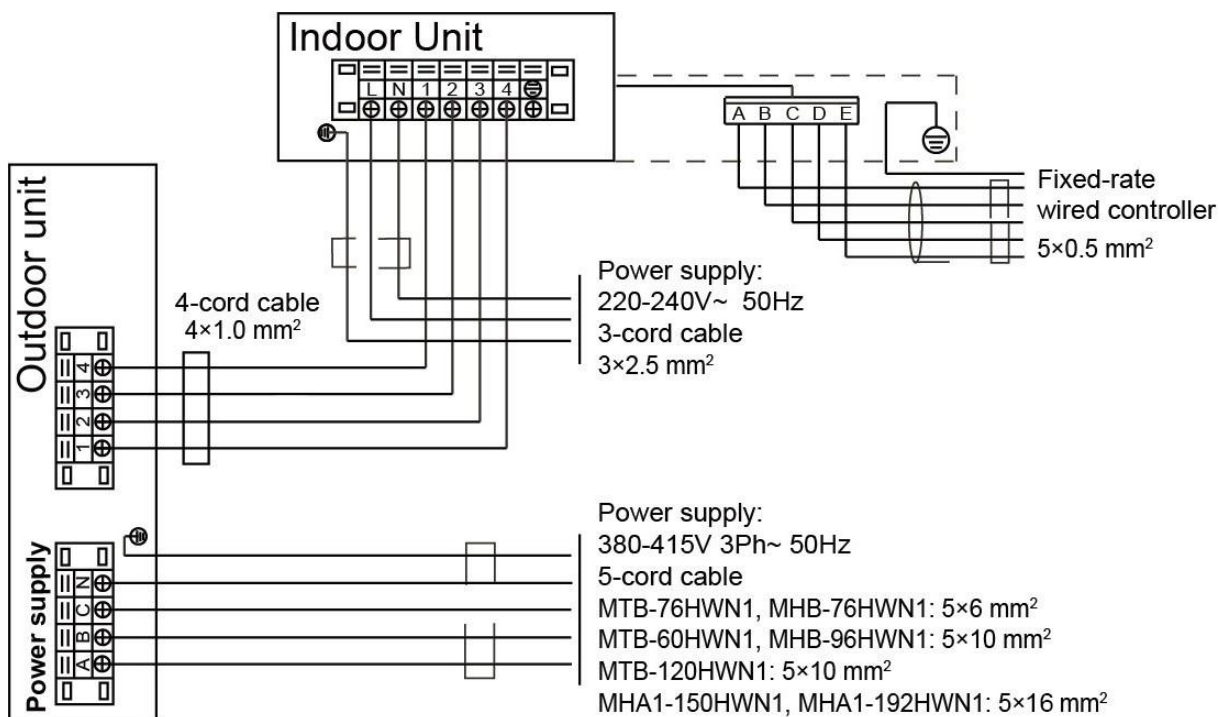 Indoor Unit
L N 1 2 3 4
A B C D E
Fixed-rate
wired controller
5×0.5 mm²
Outdoor unit
4-cord cable
4×1.0 mm²
4
3
2
1
Power supply:
220-240V~ 50Hz
3-cord cable
3×2.5 mm²
Power supply
N
C
B
A
Power supply:
380-415V 3Ph~ 50Hz
5-cord cable
MTB-76HWN1, MHB-76HWN1: 5×6 mm²
MTB-60HWN1, MHB-96HWN1: 5×10 mm²
MTB-120HWN1: 5×10 mm²
MHA1-150HWN1, MHA1-192HWN1: 5×16 mm²